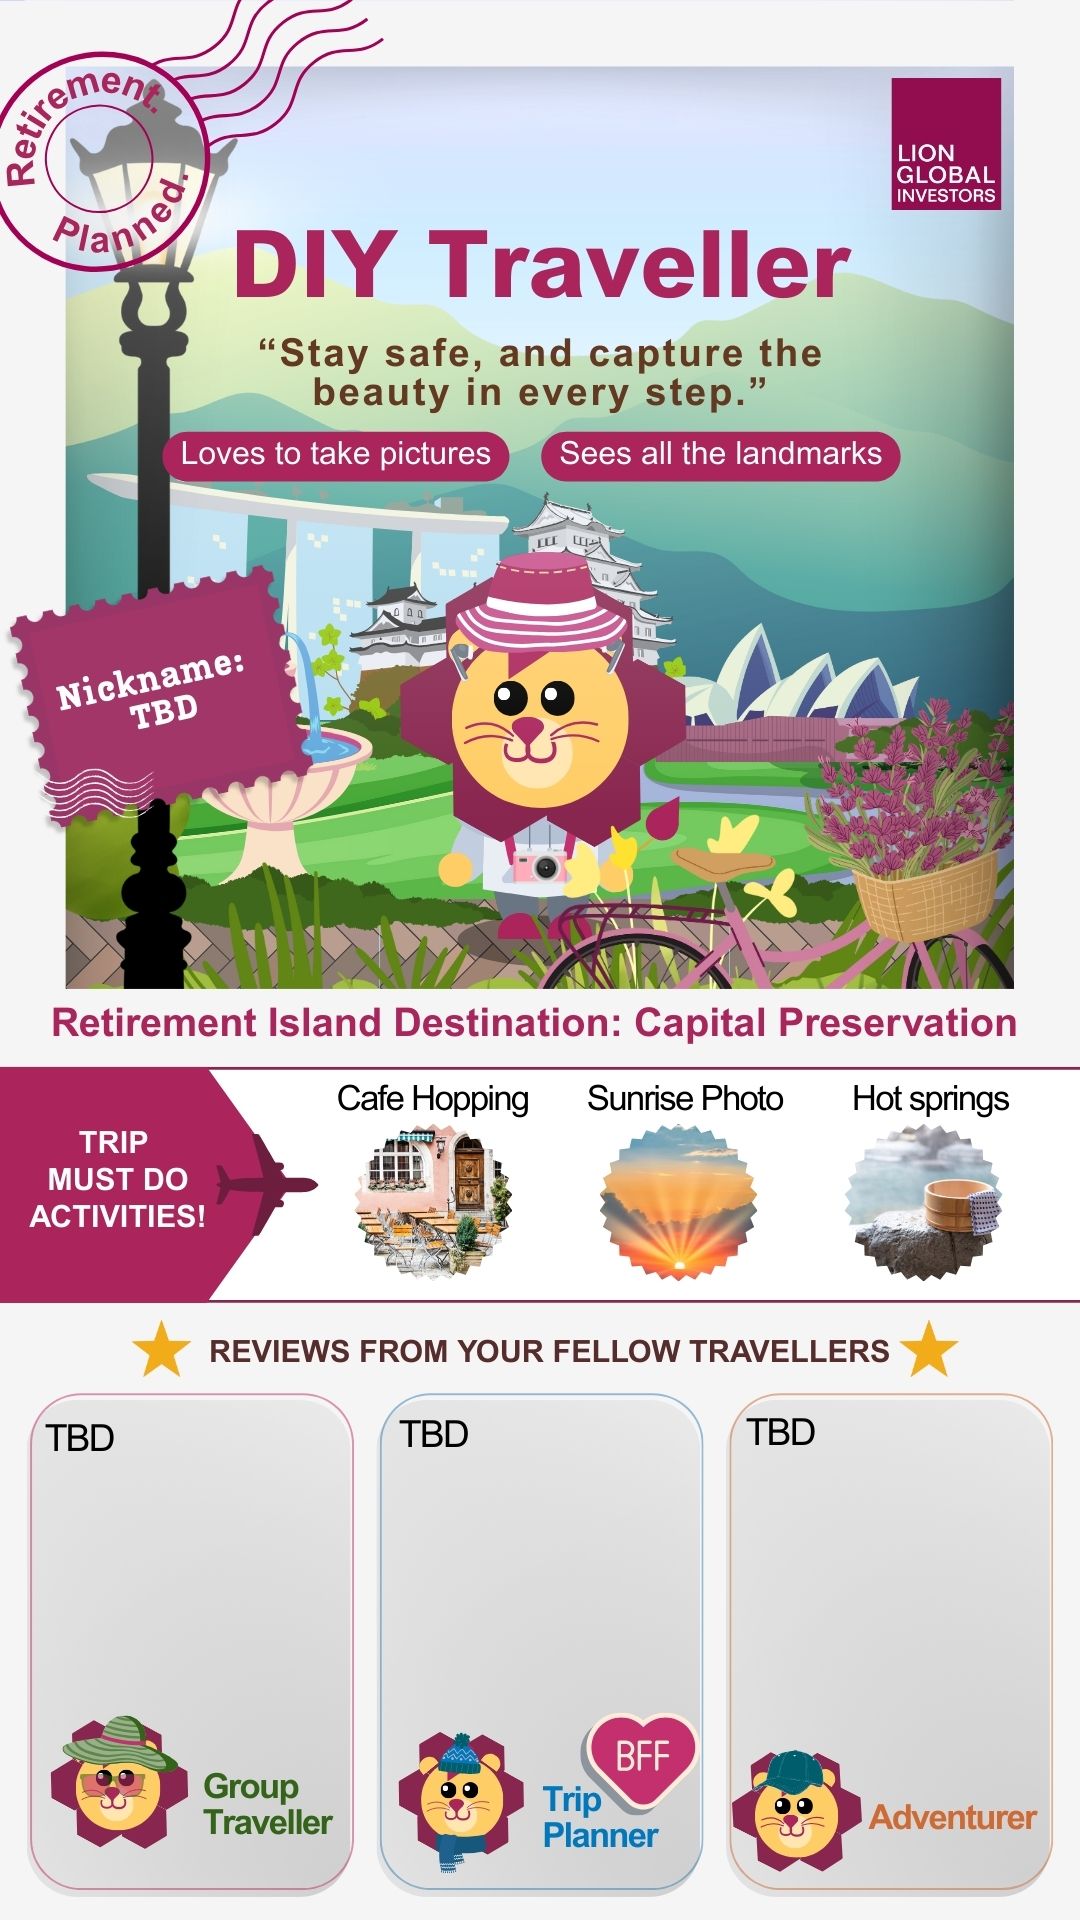 Retirement.
Planned.
LION
GLOBAL
INVESTORS
DIY Traveller
“Stay safe, and capture the
beauty in every step.”
Loves to take pictures
Sees all the landmarks
Nickname:
TBD
Retirement Island Destination: Capital Preservation
TRIP
MUST DO
ACTIVITIES!
Cafe Hopping
Sunrise Photo
Hot springs
REVIEWS FROM YOUR FELLOW TRAVELLERS
TBD
Group
Traveller
TBD
BFF
Trip
Planner
TBD
Adventurer